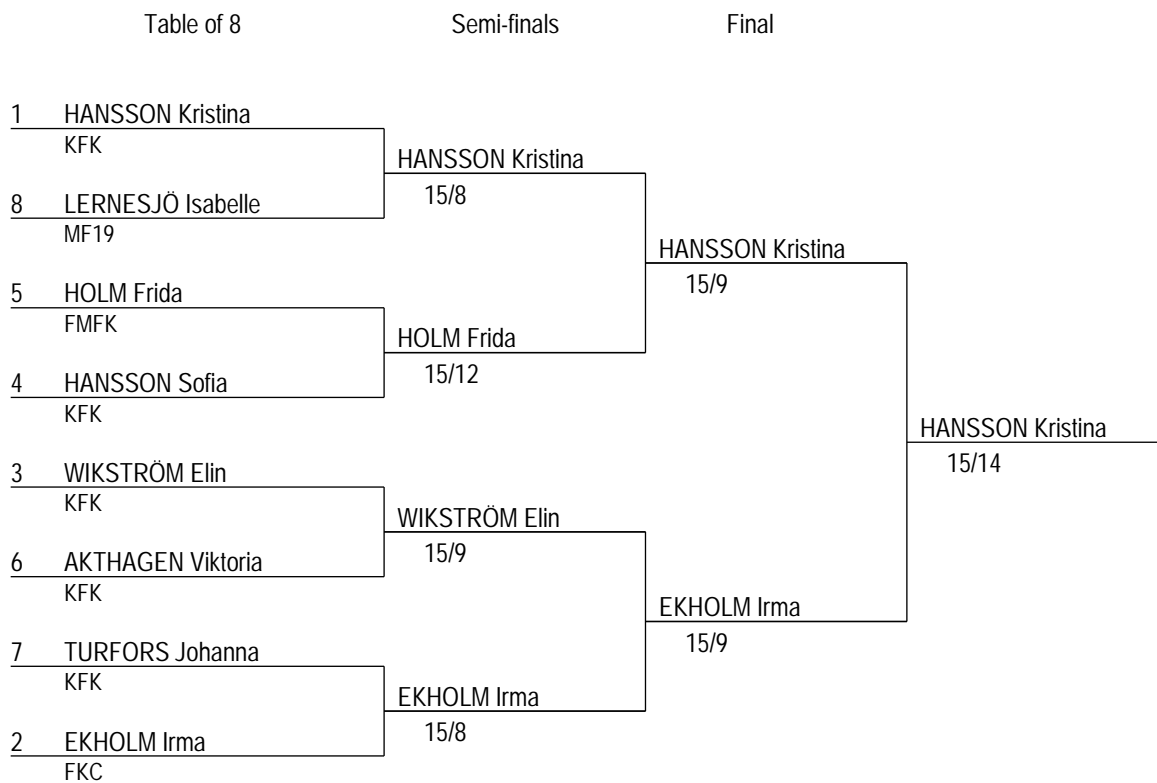 Table of 8 Semi-finals Final
1 HANSSON Kristina
KFK
HANSSON Kristina
15/8
8 LERNESJÖ Isabelle
MF19
HANSSON Kristina
15/9
5 HOLM Frida
FMFK
HOLM Frida
15/12
4 HANSSON Sofia
KFK
HANSSON Kristina
15/14
3 WIKSTRÖM Elin
KFK
WIKSTRÖM Elin
15/9
6 AKTHAGEN Viktoria
KFK
EKHOLM Irma
15/9
7 TURFORS Johanna
KFK
EKHOLM Irma
15/8
2 EKHOLM Irma
FKC